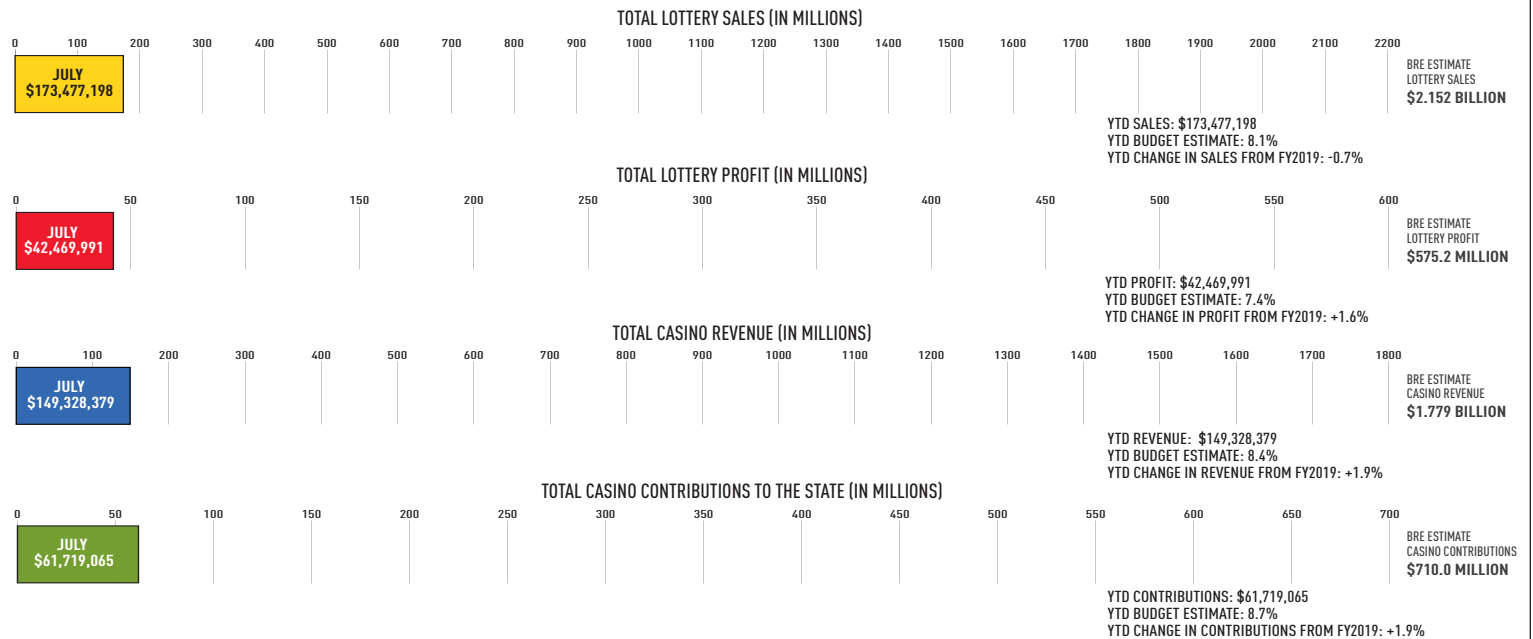 TOTAL LOTTERY SALES (IN MILLIONS)
0 100 200 300 400 500 600 700 800 900 1000 1100 1200 1300 1400 1500 1600 1700 1800 1900 2000 2100 2200
JULY
$173,477,198
BRE ESTIMATE
LOTTERY SALES
$2.152 BILLION
YTD SALES: $173,477,198
YTD BUDGET ESTIMATE: 8.1%
YTD CHANGE IN SALES FROM FY2019: -0.7%
TOTAL LOTTERY PROFIT (IN MILLIONS)
0 50 100 150 200 250 300 350 400 450 500 550 600
JULY
$42,469,991
BRE ESTIMATE
LOTTERY PROFIT
$575.2 MILLION
YTD PROFIT: $42,469,991
YTD BUDGET ESTIMATE: 7.4%
YTD CHANGE IN PROFIT FROM FY2019: +1.6%
TOTAL CASINO REVENUE (IN MILLIONS)
0 100 200 300 400 500 600 700 800 900 1000 1100 1200 1300 1400 1500 1600 1700 1800
JULY
$149,328,379
BRE ESTIMATE
CASINO REVENUE
$1.779 BILLION
YTD REVENUE: $149,328,379
YTD BUDGET ESTIMATE: 8.4%
YTD CHANGE IN REVENUE FROM FY2019: +1.9%
TOTAL CASINO CONTRIBUTIONS TO THE STATE (IN MILLIONS)
0 50 100 150 200 250 300 350 400 450 500 550 600 650 700
JULY
$61,719,065
BRE ESTIMATE
CASINO CONTRIBUTIONS
$710.0 MILLION
YTD CONTRIBUTIONS: $61,719,065
YTD BUDGET ESTIMATE: 8.7%
YTD CHANGE IN CONTRIBUTIONS FROM FY2019: +1.9%